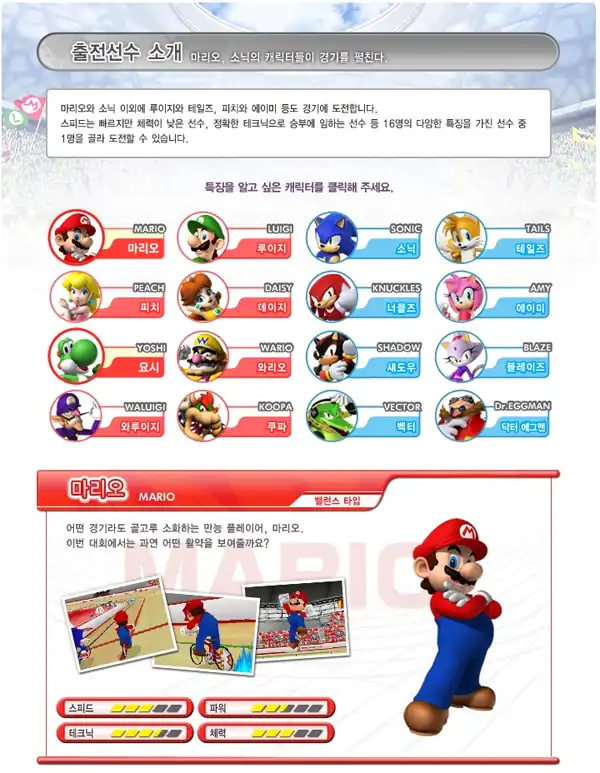 출전선수 소개 마리오, 소닉의 캐릭터들이 경기를 펼친다.
마리오와 소닉 이외에 루이지와 테일즈, 피치와 에이미 등도 경기에 도전합니다.
스피드는 빠르지만 체력이 낮은 선수, 정확한 테크닉으로 승부에 임하는 선수 등 16명의 다양한 특징을 가진 선수 중
1명을 골라 도전할 수 있습니다.
특징을 알고 싶은 캐릭터를 클릭해 주세요.
MARIO LUIGI SONIC TAILS
마리오 루이지 소닉 테일즈
PEACH DAISY KNUCKLES AMY
피치 데이지 너클즈 에이미
YOSHI WARIO SHADOW BLAZE
요시 와리오 섀도우 블레이즈
WALUIGI KOOPA VECTOR Dr.EGGMAN
와루이지 쿠파 벡터 닥터 에그맨
마리오 MARIO 밸런스 타입
어떤 경기라도 골고루 소화하는 만능 플레이어, 마리오.
이번 대회에서는 과연 어떤 활약을 보여줄까요?
MARIO
스피드 파워
테크닉 체력